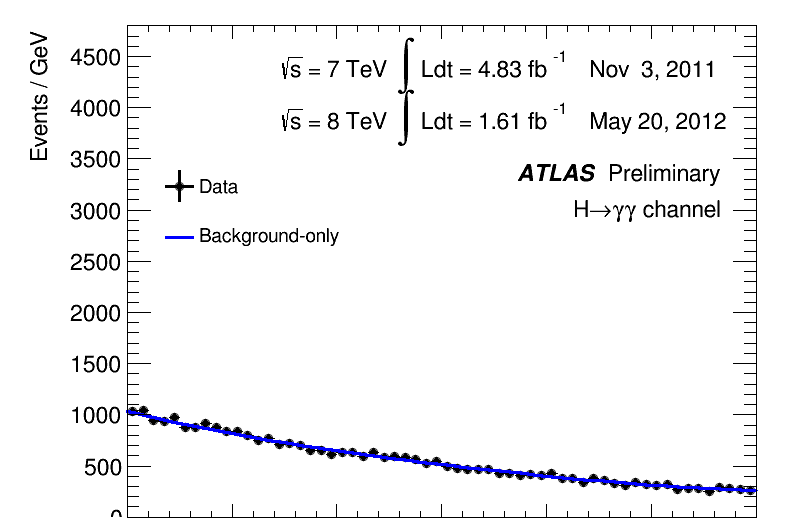 Events / GeV
4500
4000
3500
3000
2500
2000
1500
1000
500
0
√s = 7 TeV ∫ Ldt = 4.83 fb⁻¹ Nov 3, 2011
√s = 8 TeV ∫ Ldt = 1.61 fb⁻¹ May 20, 2012
ATLAS Preliminary
H→γγ channel
Data
Background-only